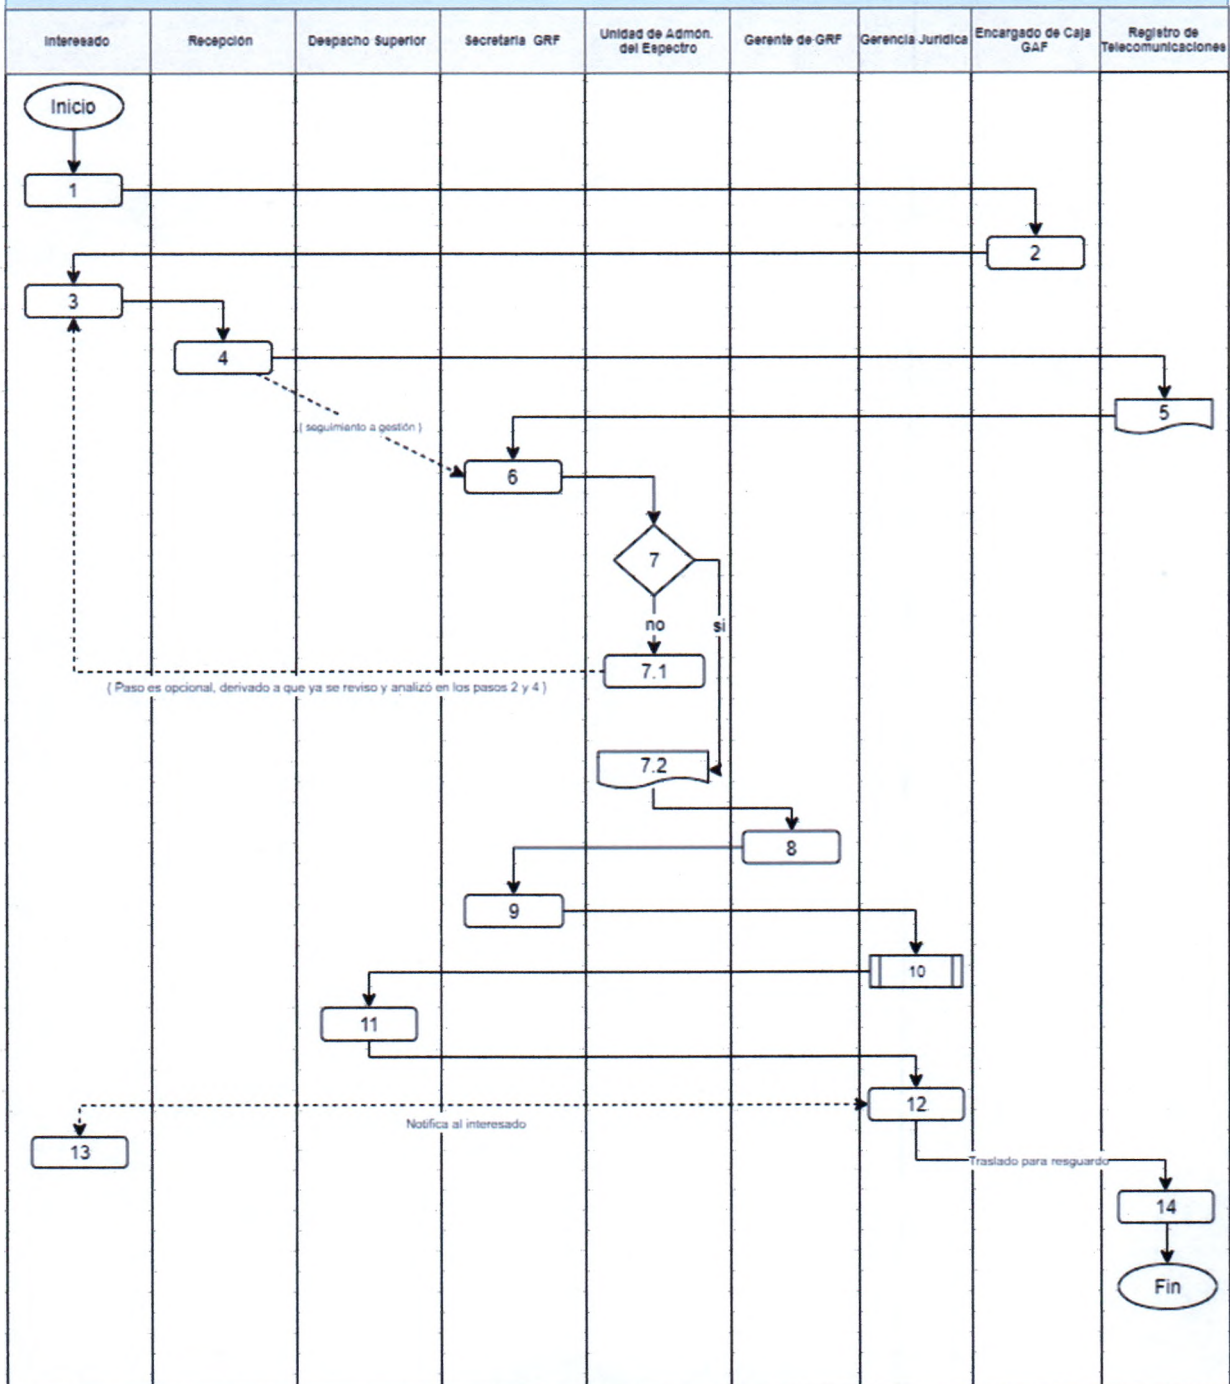 Interesado
Recepción
Despacho Superior
Secretaria GRF
Unidad de Admón.
del Espectro
Gerente de GRF
Gerencia Jurídica
Encargado de Caja
GAF
Registro de
Telecomunicaciones
Inicio
1
2
3
4
5
( seguimiento a gestión )
6
7
no
si
7.1
( Paso es opcional, derivado a que ya se reviso y analizó en los pasos 2 y 4 )
7.2
8
9
10
11
12
Notifica al interesado
13
Traslado para resguardo
14
Fin